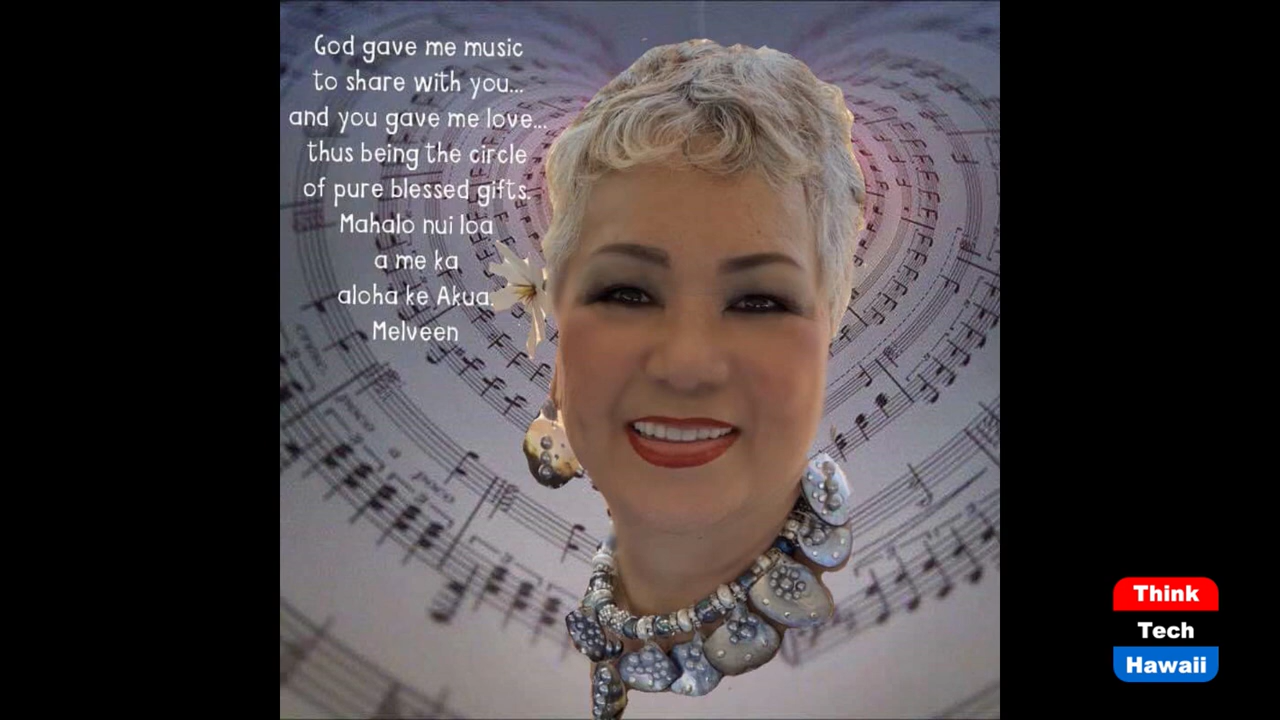 God gave me music
to share with you...
and you gave me love...
thus being the circle
of pure blessed gifts.
Mahalo nui loa
a me ka
aloha ke Akua.
Melveen
poco
Think
Tech
Hawaii